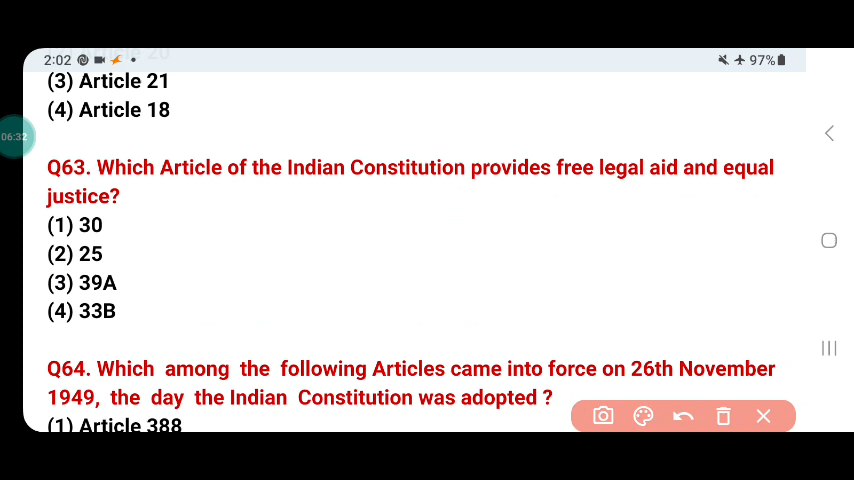 2:02
97%
(3) Article 21
(4) Article 18
06:32
Q63. Which Article of the Indian Constitution provides free legal aid and equal
justice?
(1) 30
(2) 25
(3) 39A
(4) 33B
Q64. Which among the following Articles came into force on 26th November
1949, the day the Indian Constitution was adopted ?
(1) Article 388